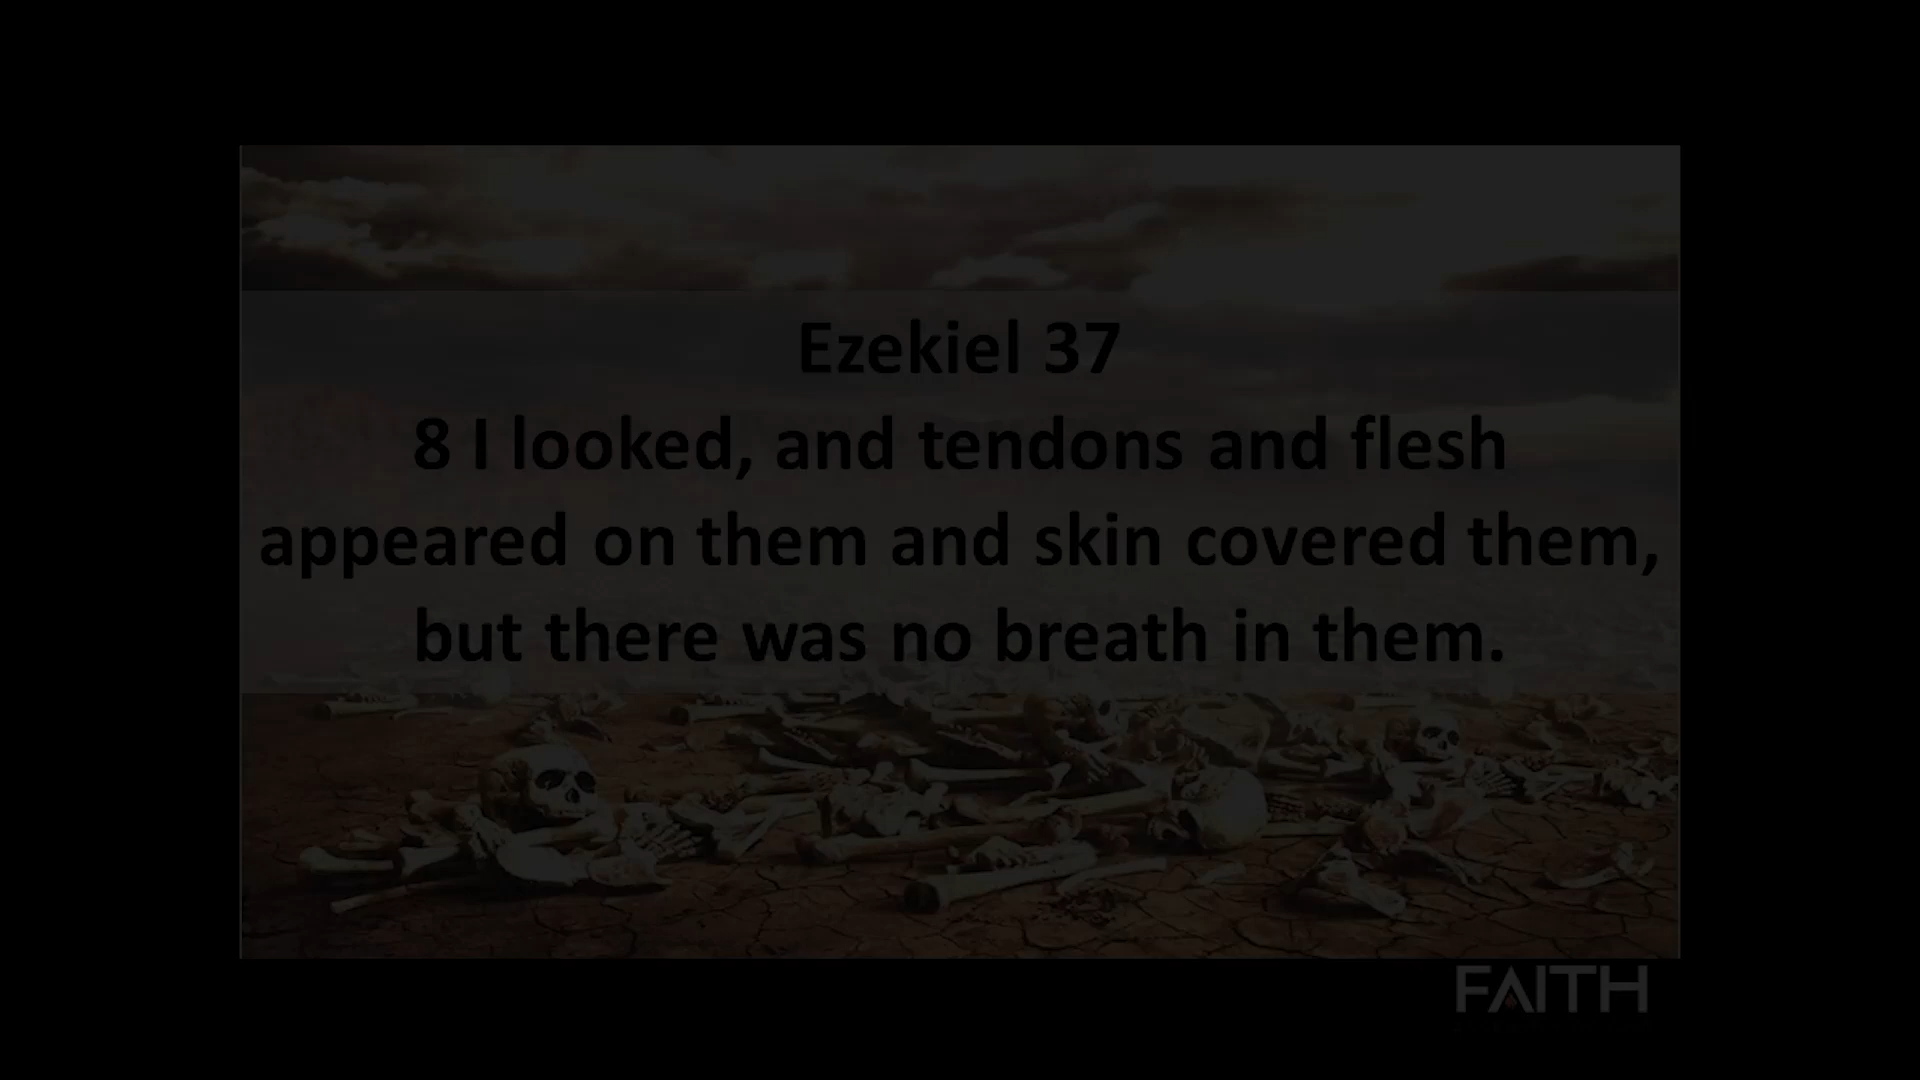 Ezekiel 37
8 I looked, and tendons and flesh
appeared on them and skin covered them,
but there was no breath in them.
FAITH